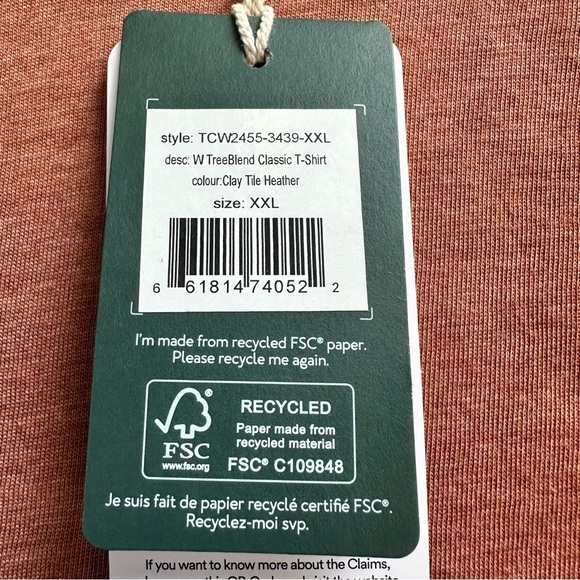 style: TCW2455-3439-XXL
desc: W TreeBlend Classic T-Shirt
colour:Clay Tile Heather
size: XXL
6 61814 74052 2
I'm made from recycled FSC® paper.
Please recycle me again.
FSC
www.fsc.org
RECYCLED
Paper made from
recycled material
FSC® C109848
Je suis fait de papier recyclé certifié FSC®.
Recyclez-moi svp.
If you want to know more about the Claims,